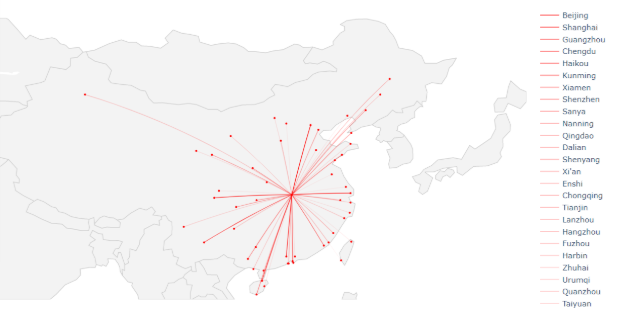 Beijing
Shanghai
Guangzhou
Chengdu
Haikou
Kunming
Xiamen
Shenzhen
Sanya
Nanning
Qingdao
Dalian
Shenyang
Xi'an
Enshi
Chongqing
Tianjin
Lanzhou
Hangzhou
Fuzhou
Harbin
Zhuhai
Urumqi
Quanzhou
Taiyuan